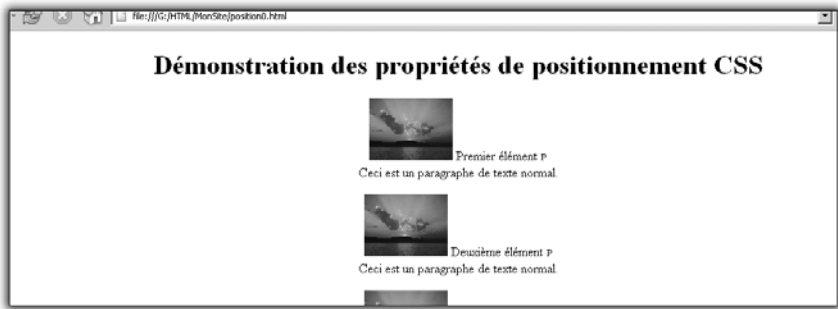 file:///G:/HTML/MonSite/position0.html
Démonstration des propriétés de positionnement CSS
Premier élément P
Ceci est un paragraphe de texte normal
Deuxième élément P
Ceci est un paragraphe de texte normal